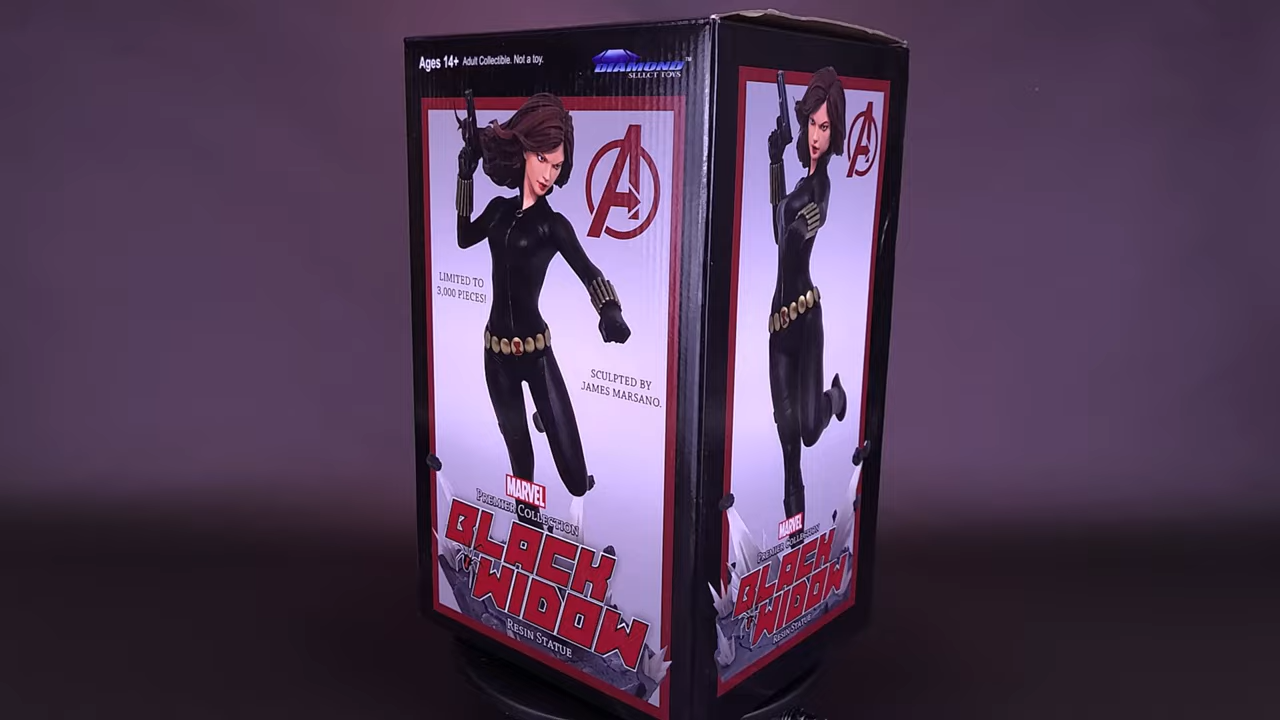 Ages 14+ Adult Collectible. Not a toy.
DIAMOND™
SELECT TOYS
A
LIMITED TO
3,000 PIECES!
SCULPTED BY
JAMES MARSANO.
MARVEL
PREMIER COLLECTION
BLACK
WIDOW
RESIN STATUE
A
MARVEL
PREMIER COLLECTION
BLACK
WIDOW
RESIN STATUE